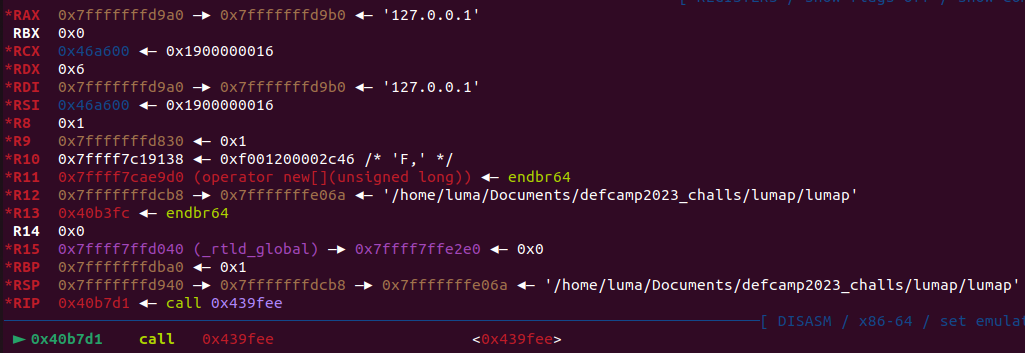 *RAX 0x7fffffffd9a0 —▸ 0x7fffffffd9b0 ◂— '127.0.0.1'
RBX 0x0
*RCX 0x46a600 ◂— 0x1900000016
*RDX 0x6
*RDI 0x7fffffffd9a0 —▸ 0x7fffffffd9b0 ◂— '127.0.0.1'
*RSI 0x46a600 ◂— 0x1900000016
*R8 0x1
*R9 0x7fffffffd830 ◂— 0x1
*R10 0x7ffff7c19138 ◂— 0xf001200002c46 /* 'F,' */
*R11 0x7ffff7cae9d0 (operator new[](unsigned long)) ◂— endbr64
*R12 0x7fffffffdcb8 —▸ 0x7fffffffe06a ◂— '/home/luma/Documents/defcamp2023_challs/lumap/lumap'
*R13 0x40b3fc ◂— endbr64
R14 0x0
*R15 0x7ffff7ffd040 (_rtld_global) —▸ 0x7ffff7ffe2e0 ◂— 0x0
*RBP 0x7fffffffdba0 ◂— 0x1
*RSP 0x7fffffffd940 —▸ 0x7fffffffdcb8 —▸ 0x7fffffffe06a ◂— '/home/luma/Documents/defcamp2023_challs/lumap/lumap'
*RIP 0x40b7d1 ◂— call 0x439fee
[ DISASM / x86-64 / set emulat
► 0x40b7d1 call 0x439fee <0x439fee>